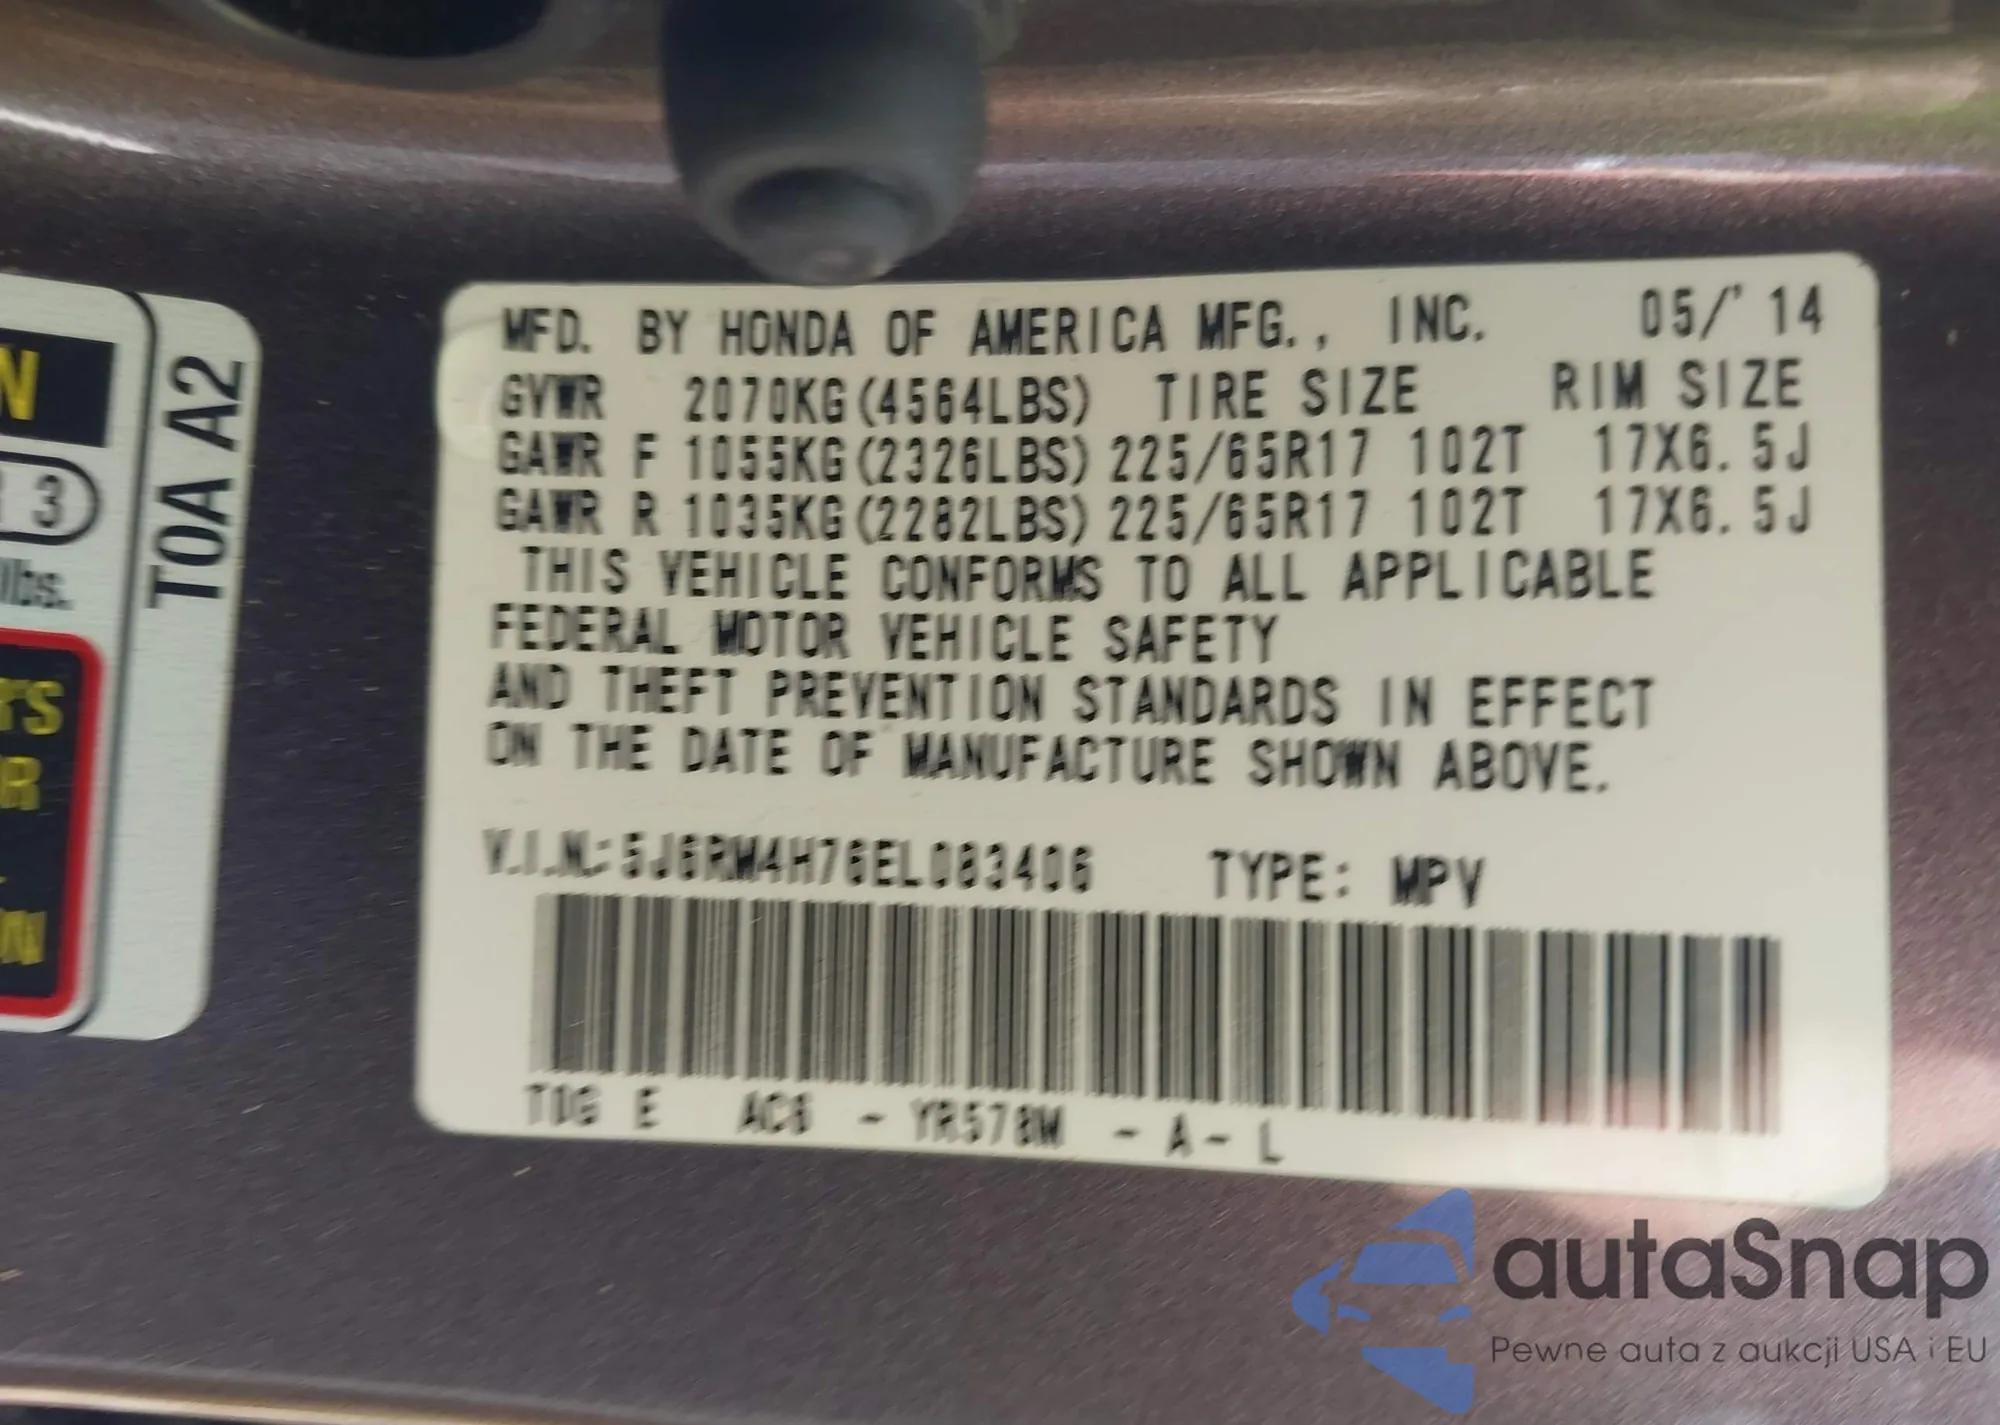 MFD. BY HONDA OF AMERICA MFG., INC. 05/'14
GVWR 2070KG(4564LBS) TIRE SIZE RIM SIZE
GAWR F 1055KG(2326LBS) 225/65R17 102T 17X6.5J
GAWR R 1035KG(2282LBS) 225/65R17 102T 17X6.5J
THIS VEHICLE CONFORMS TO ALL APPLICABLE
FEDERAL MOTOR VEHICLE SAFETY
AND THEFT PREVENTION STANDARDS IN EFFECT
ON THE DATE OF MANUFACTURE SHOWN ABOVE.
V.I.N.: 5J6RM4H76EL083406 TYPE: MPV
T0G E AC6 - YR578M - A - L
T0A A2
N
3
lbs.
R'S
R
N
autaSnap
Pewne auta z aukcji USA i EU